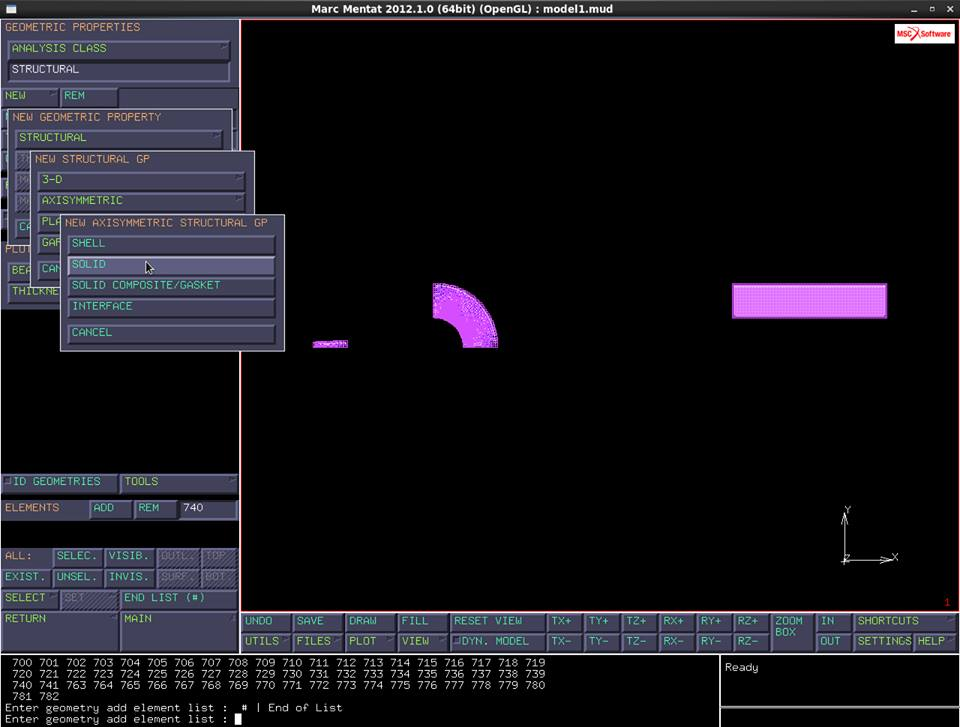 Marc Mentat 2012.1.0 (64bit) (OpenGL) : model1.mud
MSC Software
GEOMETRIC PROPERTIES
ANALYSIS CLASS
STRUCTURAL
NEW REM
NEW GEOMETRIC PROPERTY
STRUCTURAL
NEW STRUCTURAL GP
3-D
AXISYMMETRIC
PLA
NEW AXISYMMETRIC STRUCTURAL GP
CA
SHELL
GAP
PLOT
SOLID
BEA
CAN
SOLID COMPOSITE/GASKET
THICKNE
INTERFACE
CANCEL
ID GEOMETRIES TOOLS
ELEMENTS ADD REM 740
ALL: SELEC. VISIB. OUTL. TOP
EXIST. UNSEL. INVIS. SURF. BOT
SELECT SET END LIST (#)
RETURN MAIN
Y
X
Z
1
UNDO SAVE DRAW FILL RESET VIEW TX+ TY+ TZ+ RX+ RY+ RZ+ ZOOM BOX IN SHORTCUTS
UTILS FILES PLOT VIEW DYN. MODEL TX- TY- TZ- RX- RY- RZ- OUT SETTINGS HELP
700 701 702 703 704 705 706 707 708 709 710 711 712 713 714 715 716 717 718 719
720 721 722 723 724 725 726 727 728 729 730 731 732 733 734 735 736 737 738 739
740 741 763 764 765 766 767 768 769 770 771 772 773 774 775 776 777 778 779 780
781 782
Enter geometry add element list : # | End of List
Enter geometry add element list :
Ready